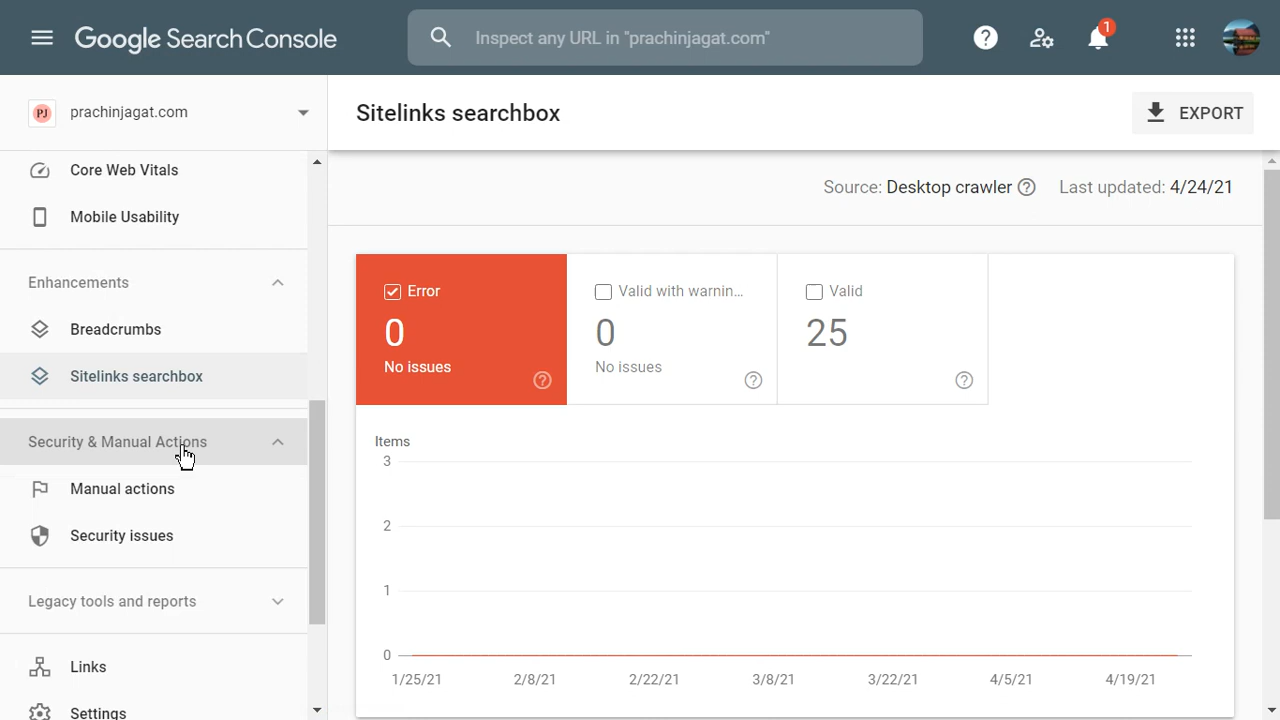 Google Search Console
Inspect any URL in "prachinjagat.com"
1
PJ
prachinjagat.com
Sitelinks searchbox
EXPORT
Core Web Vitals
Mobile Usability
Enhancements
Breadcrumbs
Sitelinks searchbox
Security & Manual Actions
Manual actions
Security issues
Legacy tools and reports
Links
Settings
Source: Desktop crawler
Last updated: 4/24/21
Error
0
No issues
Valid with warnin...
0
No issues
Valid
25
Items
3
2
1
0
1/25/21 2/8/21 2/22/21 3/8/21 3/22/21 4/5/21 4/19/21